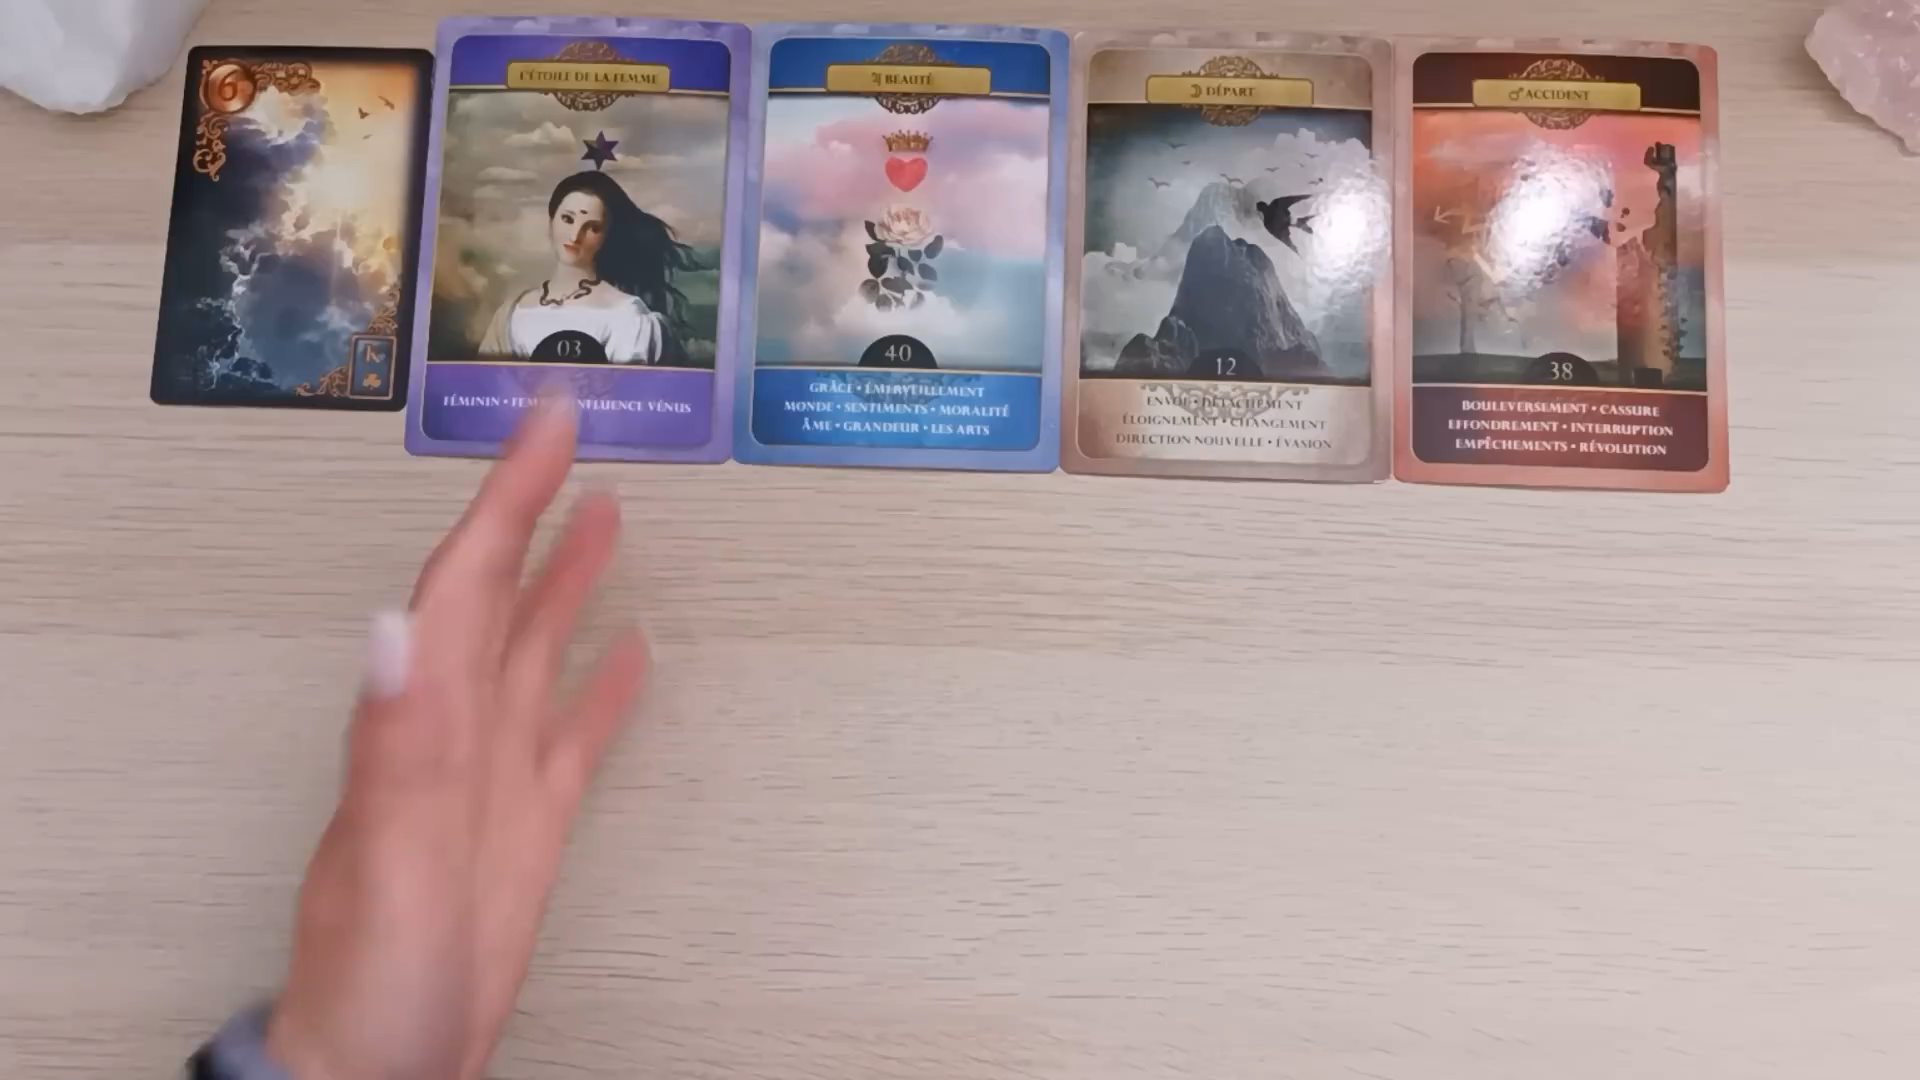 6
K
L'ÉTOILE DE LA FEMME
03
FÉMININ • INFLUENCE VÉNUS
♃ BEAUTÉ
40
GRÂCE • ÉMERVEILLEMENT
MONDE • SENTIMENTS • MORALITÉ
ÂME • GRANDEUR • LES ARTS
☽ DÉPART
12
ENVOL • DÉTACHEMENT
ÉLOIGNEMENT • CHANGEMENT
DIRECTION NOUVELLE • ÉVASION
♂ ACCIDENT
38
BOULEVERSEMENT • CASSURE
EFFONDREMENT • INTERRUPTION
EMPÊCHEMENTS • RÉVOLUTION